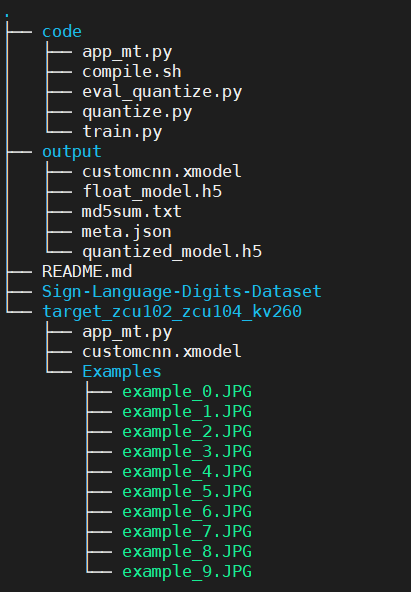 .
├── code
│   ├── app_mt.py
│   ├── compile.sh
│   ├── eval_quantize.py
│   ├── quantize.py
│   └── train.py
├── output
│   ├── customcnn.xmodel
│   ├── float_model.h5
│   ├── md5sum.txt
│   ├── meta.json
│   └── quantized_model.h5
├── README.md
├── Sign-Language-Digits-Dataset
└── target_zcu102_zcu104_kv260
    ├── app_mt.py
    ├── customcnn.xmodel
    └── Examples
        ├── example_0.JPG
        ├── example_1.JPG
        ├── example_2.JPG
        ├── example_3.JPG
        ├── example_4.JPG
        ├── example_5.JPG
        ├── example_6.JPG
        ├── example_7.JPG
        ├── example_8.JPG
        └── example_9.JPG